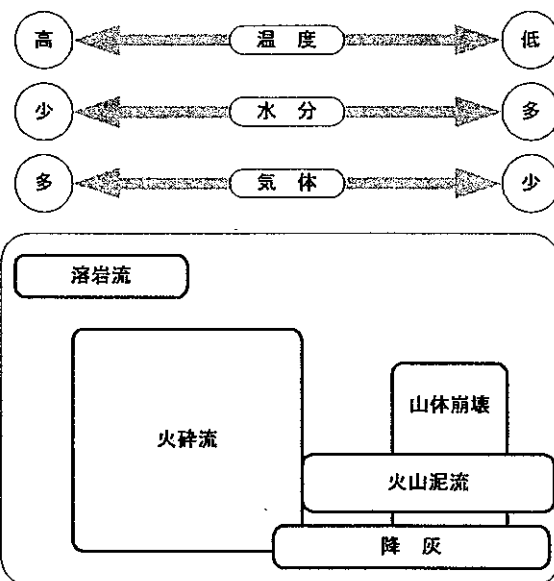 高 温度 低
少 水分 多
多 気体 少
溶岩流
山体崩壊
火砕流
火山泥流
降灰